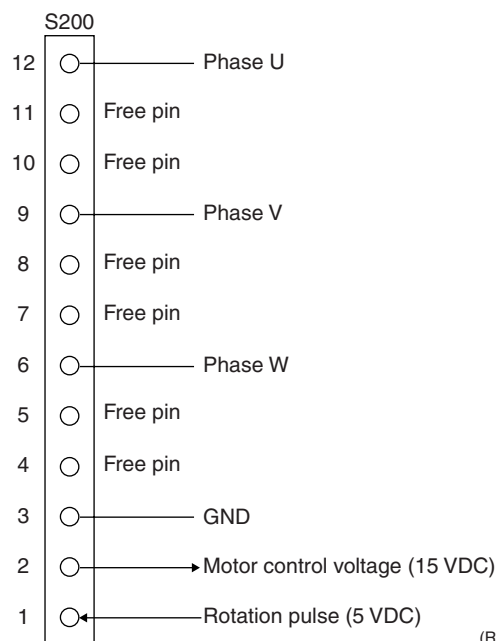 S200
12 Phase U
11 Free pin
10 Free pin
9 Phase V
8 Free pin
7 Free pin
6 Phase W
5 Free pin
4 Free pin
3 GND
2 Motor control voltage (15 VDC)
1 Rotation pulse (5 VDC)
(R